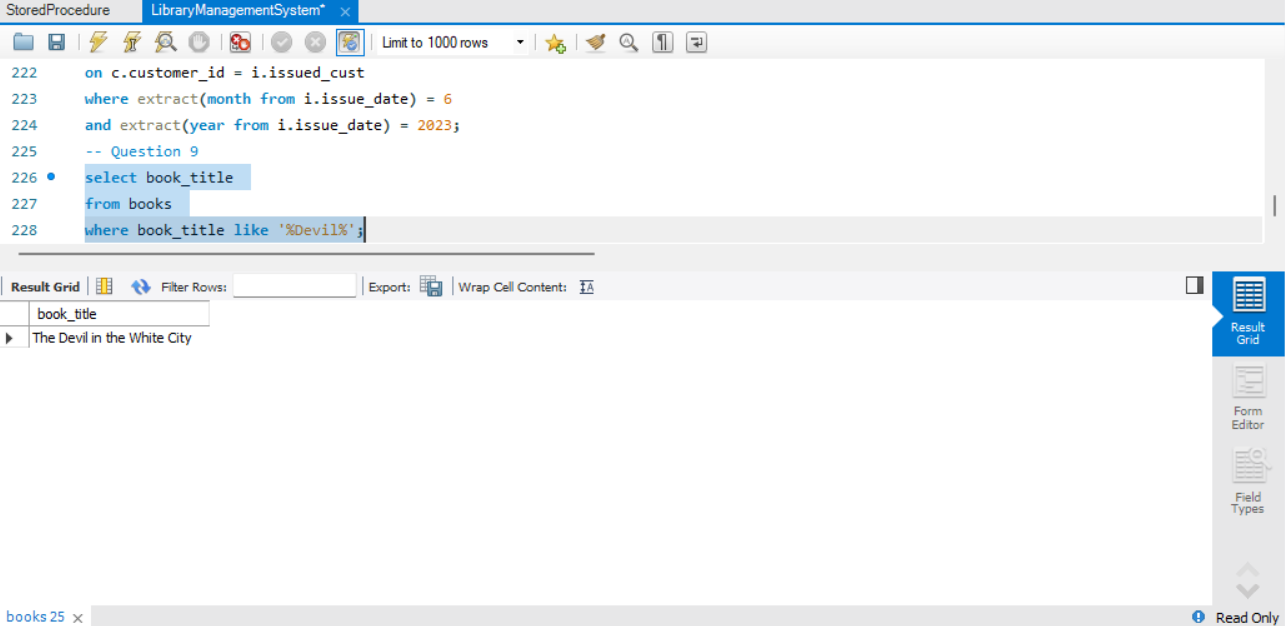 StoredProcedure LibraryManagementSystem*
Limit to 1000 rows
222 on c.customer_id = i.issued_cust
223 where extract(month from i.issue_date) = 6
224 and extract(year from i.issue_date) = 2023;
225 -- Question 9
226 select book_title
227 from books
228 where book_title like '%Devil%';
Result Grid Filter Rows: Export: Wrap Cell Content: IA
book_title
The Devil in the White City
Result
Grid
Form
Editor
Field
Types
books 25 Read Only